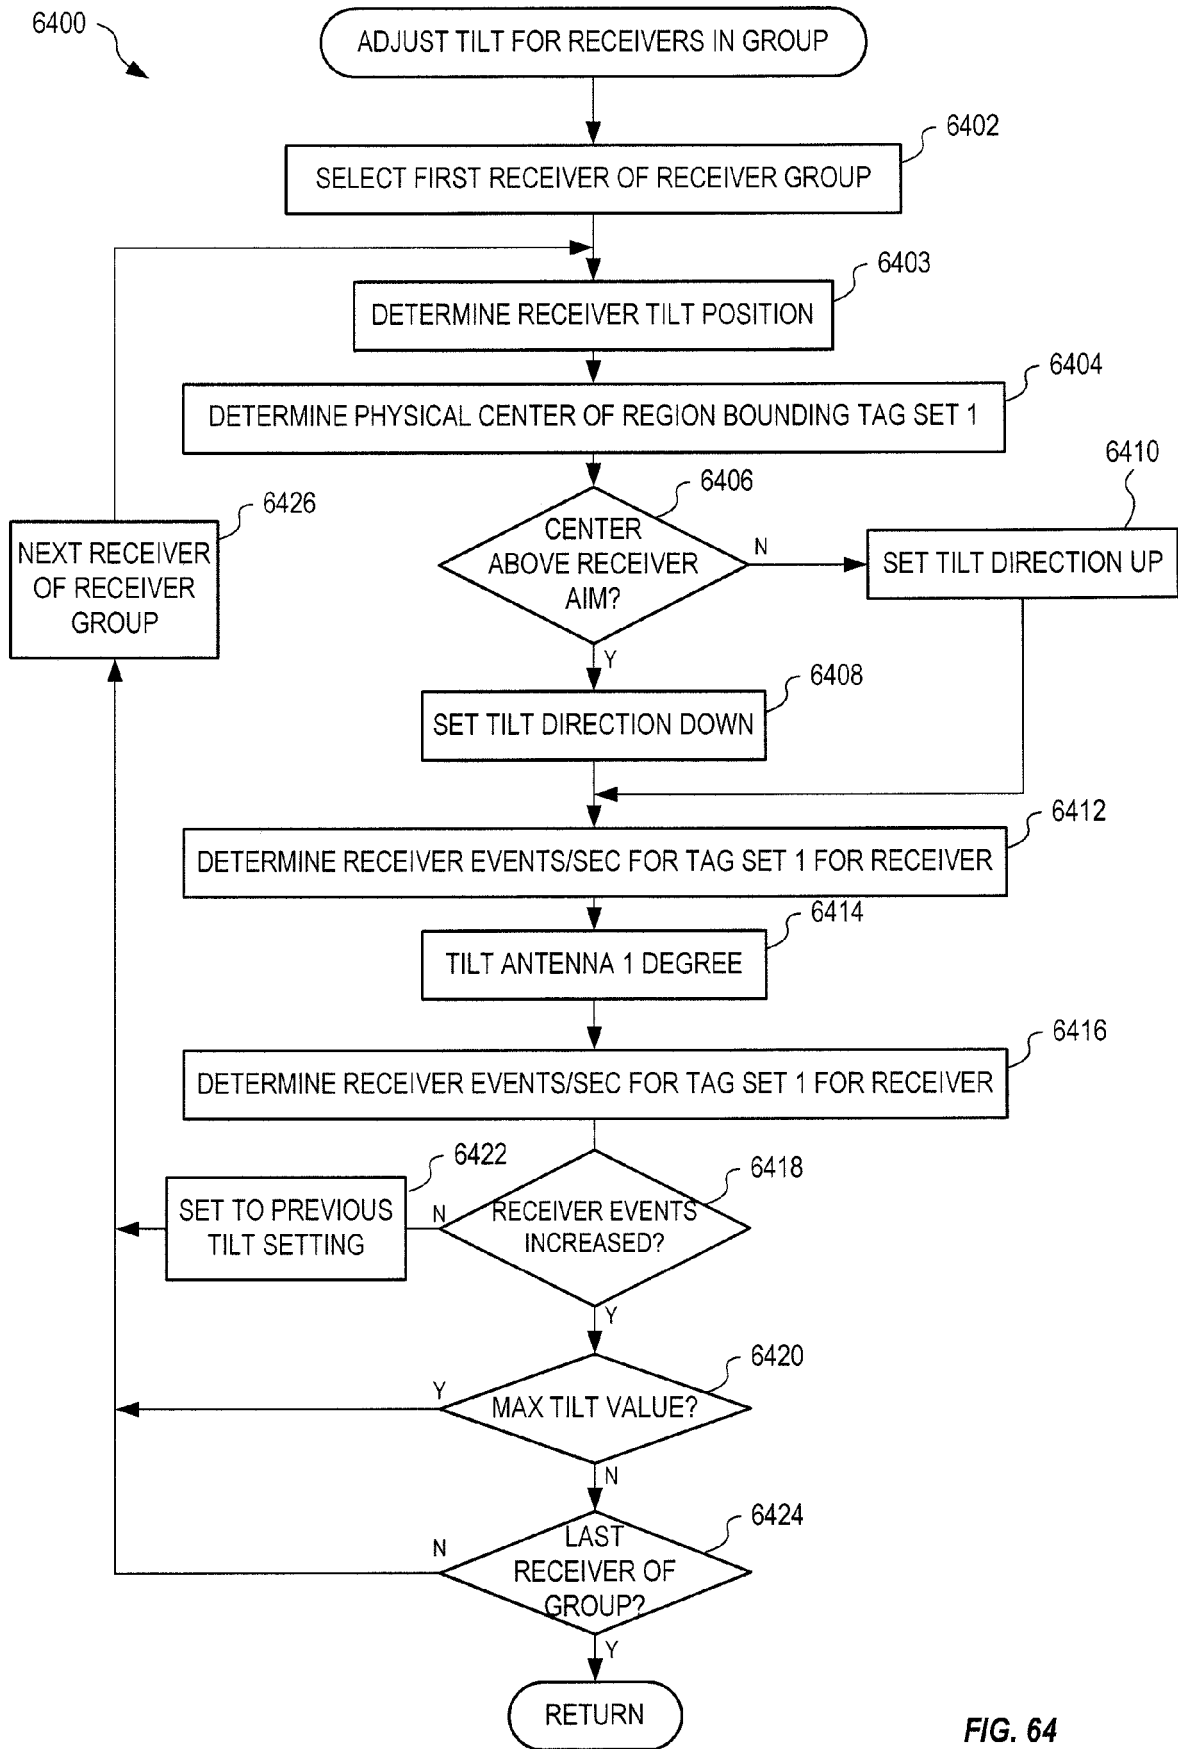 6400
ADJUST TILT FOR RECEIVERS IN GROUP
6402
SELECT FIRST RECEIVER OF RECEIVER GROUP
6403
DETERMINE RECEIVER TILT POSITION
6404
DETERMINE PHYSICAL CENTER OF REGION BOUNDING TAG SET 1
6406
CENTER
ABOVE RECEIVER
AIM?
N
6410
SET TILT DIRECTION UP
6426
NEXT RECEIVER
OF RECEIVER
GROUP
Y
6408
SET TILT DIRECTION DOWN
6412
DETERMINE RECEIVER EVENTS/SEC FOR TAG SET 1 FOR RECEIVER
6414
TILT ANTENNA 1 DEGREE
6416
DETERMINE RECEIVER EVENTS/SEC FOR TAG SET 1 FOR RECEIVER
6422
SET TO PREVIOUS
TILT SETTING
N
6418
RECEIVER EVENTS
INCREASED?
Y
6420
Y
MAX TILT VALUE?
N
6424
N
LAST
RECEIVER OF
GROUP?
Y
RETURN
FIG. 64